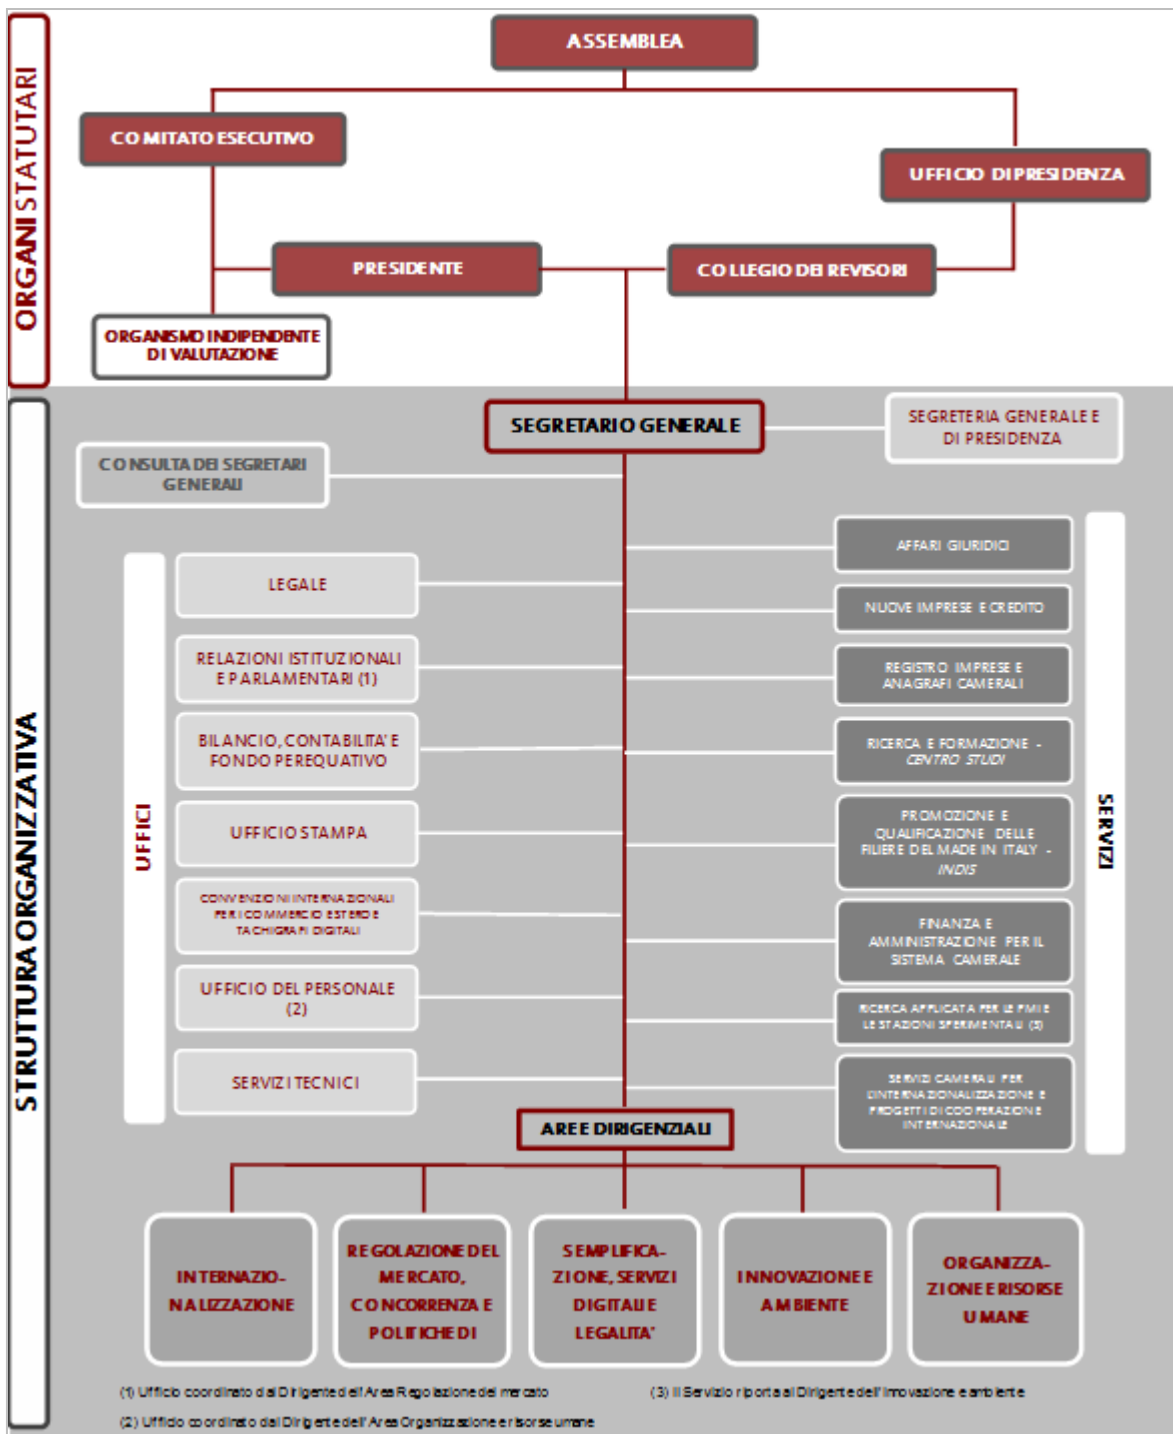 ORGANI STATUTARI
ASSEMBLEA
COMITATO ESECUTIVO
UFFICIO DI PRESIDENZA
PRESIDENTE
COLLEGIO DEI REVISORI
ORGANISMO INDIPENDENTE
DI VALUTAZIONE
STRUTTURA ORGANIZZATIVA
SEGRETARIO GENERALE
SEGRETERIA GENERALE E
DI PRESIDENZA
CONSULTA DEI SEGRETARI
GENERALI
UFFICI
LEGALE
RELAZIONI ISTITUZIONALI
E PARLAMENTARI (1)
BILANCIO, CONTABILITA' E
FONDO PEREQUATIVO
UFFICIO STAMPA
CONVENZIONI INTERNAZIONALI
PER I COMMERCIO ESTERO E
TACHIGRAFI DIGITALI
UFFICIO DEL PERSONALE
(2)
SERVIZI TECNICI
SERVIZI
AFFARI GIURIDICI
NUOVE IMPRESE E CREDITO
REGISTRO IMPRESE E
ANAGRAFI CAMERALI
RICERCA E FORMAZIONE -
CENTRO STUDI
PROMOZIONE E
QUALIFICAZIONE DELLE
FILIERE DEL MADE IN ITALY -
INDIS
FINANZA E
AMMINISTRAZIONE PER IL
SISTEMA CAMERALE
RICERCA APPLICATA PER LE PMI E
LE STAZIONI SPERIMENTALI (3)
SERVIZI CAMERALI PER
L'INTERNAZIONALIZZAZIONE E
PROGETTI DI COOPERAZIONE
INTERNAZIONALE
AREE DIRIGENZIALI
INTERNAZIO-
NALIZZAZIONE
REGOLAZIONE DEL
MERCATO,
CONCORRENZA E
POLITICHE DI
SEMPLIFICA-
ZIONE, SERVIZI
DIGITALI E
LEGALITA'
INNOVAZIONE E
AMBIENTE
ORGANIZZA-
ZIONE E RISORSE
UMANE
(1) Ufficio coordinato dal Dirigente dell'Area Regolazione del mercato
(3) Il Servizio riporta al Dirigente dell'Innovazione e ambiente
(2) Ufficio coordinato dal Dirigente dell'Area Organizzazione e risorse umane